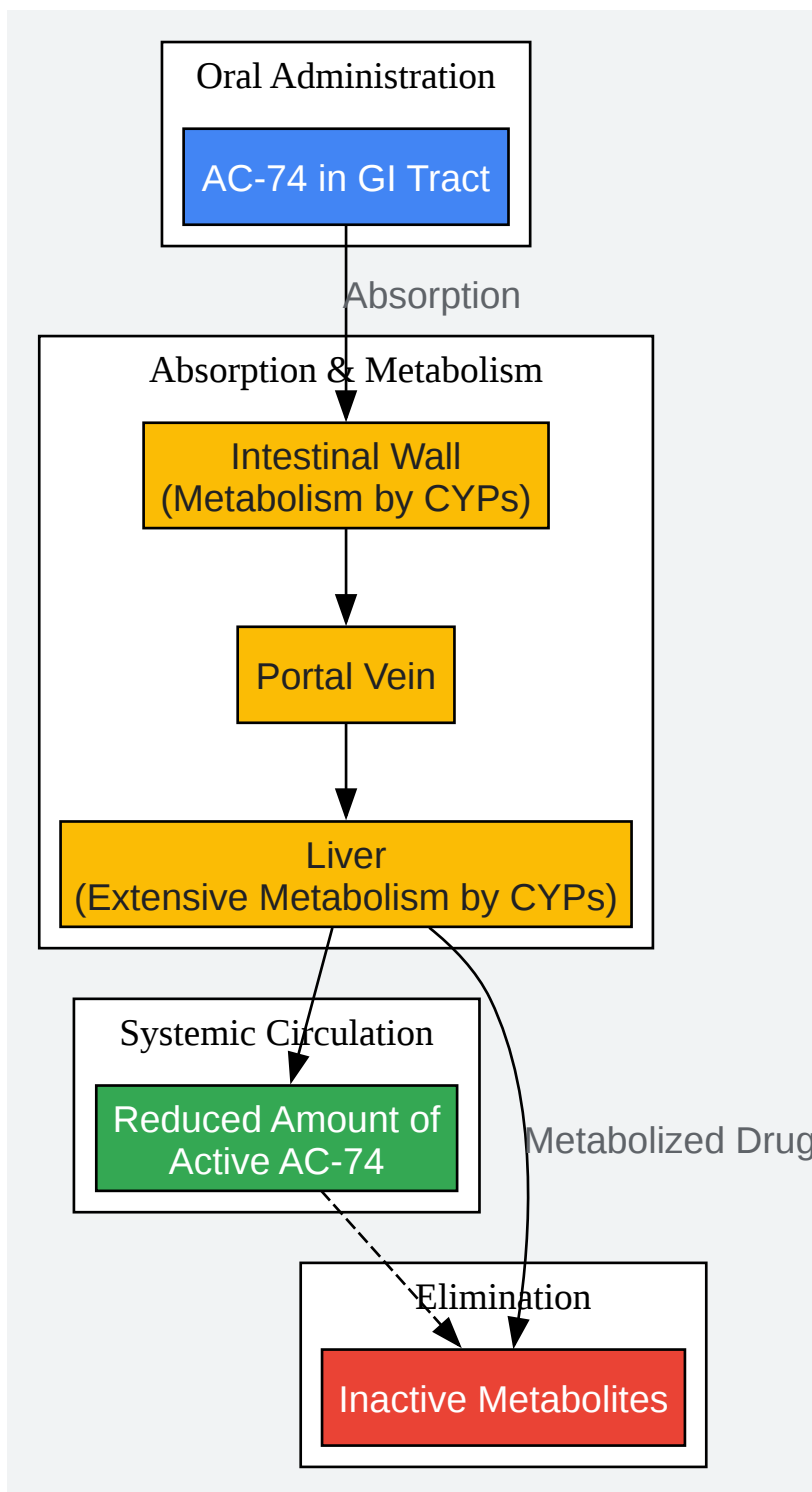 Oral Administration
AC-74 in GI Tract
Absorption
Absorption & Metabolism
Intestinal Wall
(Metabolism by CYPs)
Portal Vein
Liver
(Extensive Metabolism by CYPs)
Systemic Circulation
Reduced Amount of
Active AC-74
Metabolized Drug
Elimination
Inactive Metabolites